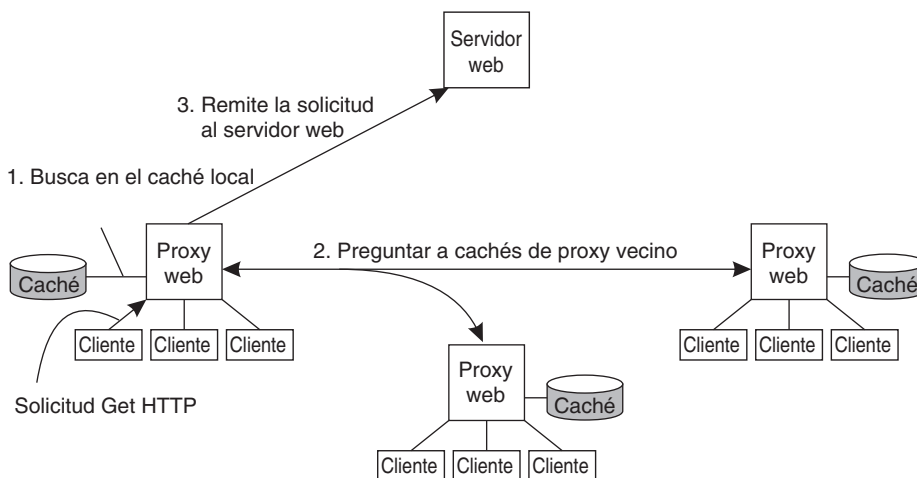 Servidor
web
3. Remite la solicitud
al servidor web
1. Busca en el caché local
Proxy
web
2. Preguntar a cachés de proxy vecino
Proxy
web
Caché
Caché
Cliente
Cliente
Cliente
Cliente
Cliente
Cliente
Proxy
web
Caché
Solicitud Get HTTP
Cliente
Cliente
Cliente